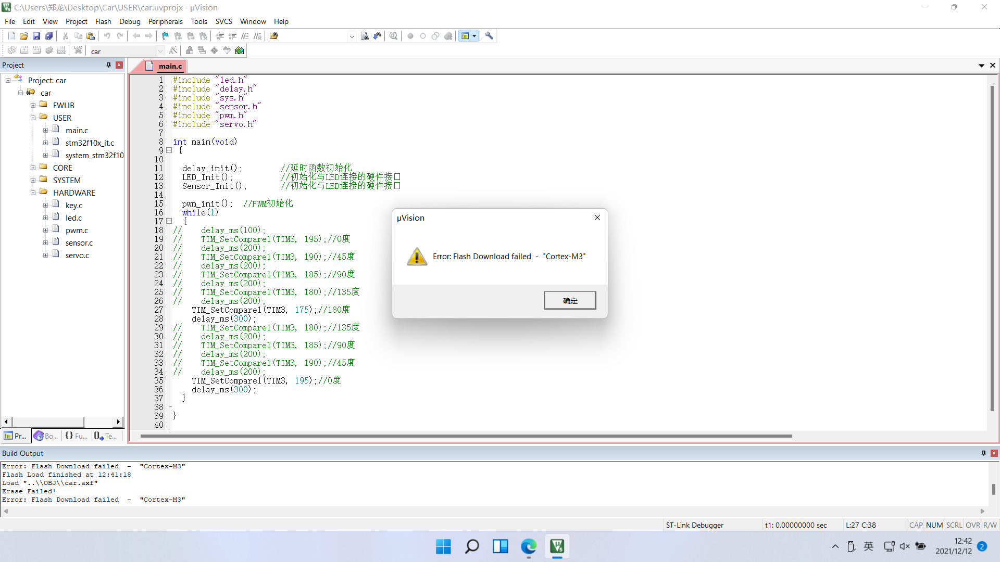 C:\Users\郑龙\Desktop\Car\USER\car.uvprojx - µVision
File Edit View Project Flash Debug Peripherals Tools SVCS Window Help
LOAD
car
Project
Project: car
car
FWLIB
USER
main.c
stm32f10x_it.c
system_stm32f10
CORE
SYSTEM
HARDWARE
key.c
led.c
pwm.c
sensor.c
servo.c
Pr... Bo... Fu... Te...
main.c
1 #include "led.h"
2 #include "delay.h"
3 #include "sys.h"
4 #include "sensor.h"
5 #include "pwm.h"
6 #include "servo.h"
7
8 int main(void)
9 {
10
11 delay_init(); //延时函数初始化
12 LED_Init(); //初始化与LED连接的硬件接口
13 Sensor_Init(); //初始化与LED连接的硬件接口
14
15 pwm_init(); //PWM初始化
16 while(1)
17 {
18 // delay_ms(100);
19 // TIM_SetCompare1(TIM3, 195);//0度
20 // delay_ms(200);
21 // TIM_SetCompare1(TIM3, 190);//45度
22 // delay_ms(200);
23 // TIM_SetCompare1(TIM3, 185);//90度
24 // delay_ms(200);
25 // TIM_SetCompare1(TIM3, 180);//135度
26 // delay_ms(200);
27 TIM_SetCompare1(TIM3, 175);//180度
28 delay_ms(300);
29 // TIM_SetCompare1(TIM3, 180);//135度
30 // delay_ms(200);
31 // TIM_SetCompare1(TIM3, 185);//90度
32 // delay_ms(200);
33 // TIM_SetCompare1(TIM3, 190);//45度
34 // delay_ms(200);
35 TIM_SetCompare1(TIM3, 195);//0度
36 delay_ms(300);
37 }
38
39 }
40
µVision
Error: Flash Download failed - "Cortex-M3"
确定
Build Output
Error: Flash Download failed - "Cortex-M3"
Flash Load finished at 12:41:18
Load "..\\OBJ\\car.axf"
Erase Failed!
Error: Flash Download failed - "Cortex-M3"
ST-Link Debugger t1: 0.00000000 sec L:27 C:38 CAP NUM SCRL OVR R/W
英
12:42
2021/12/12
2